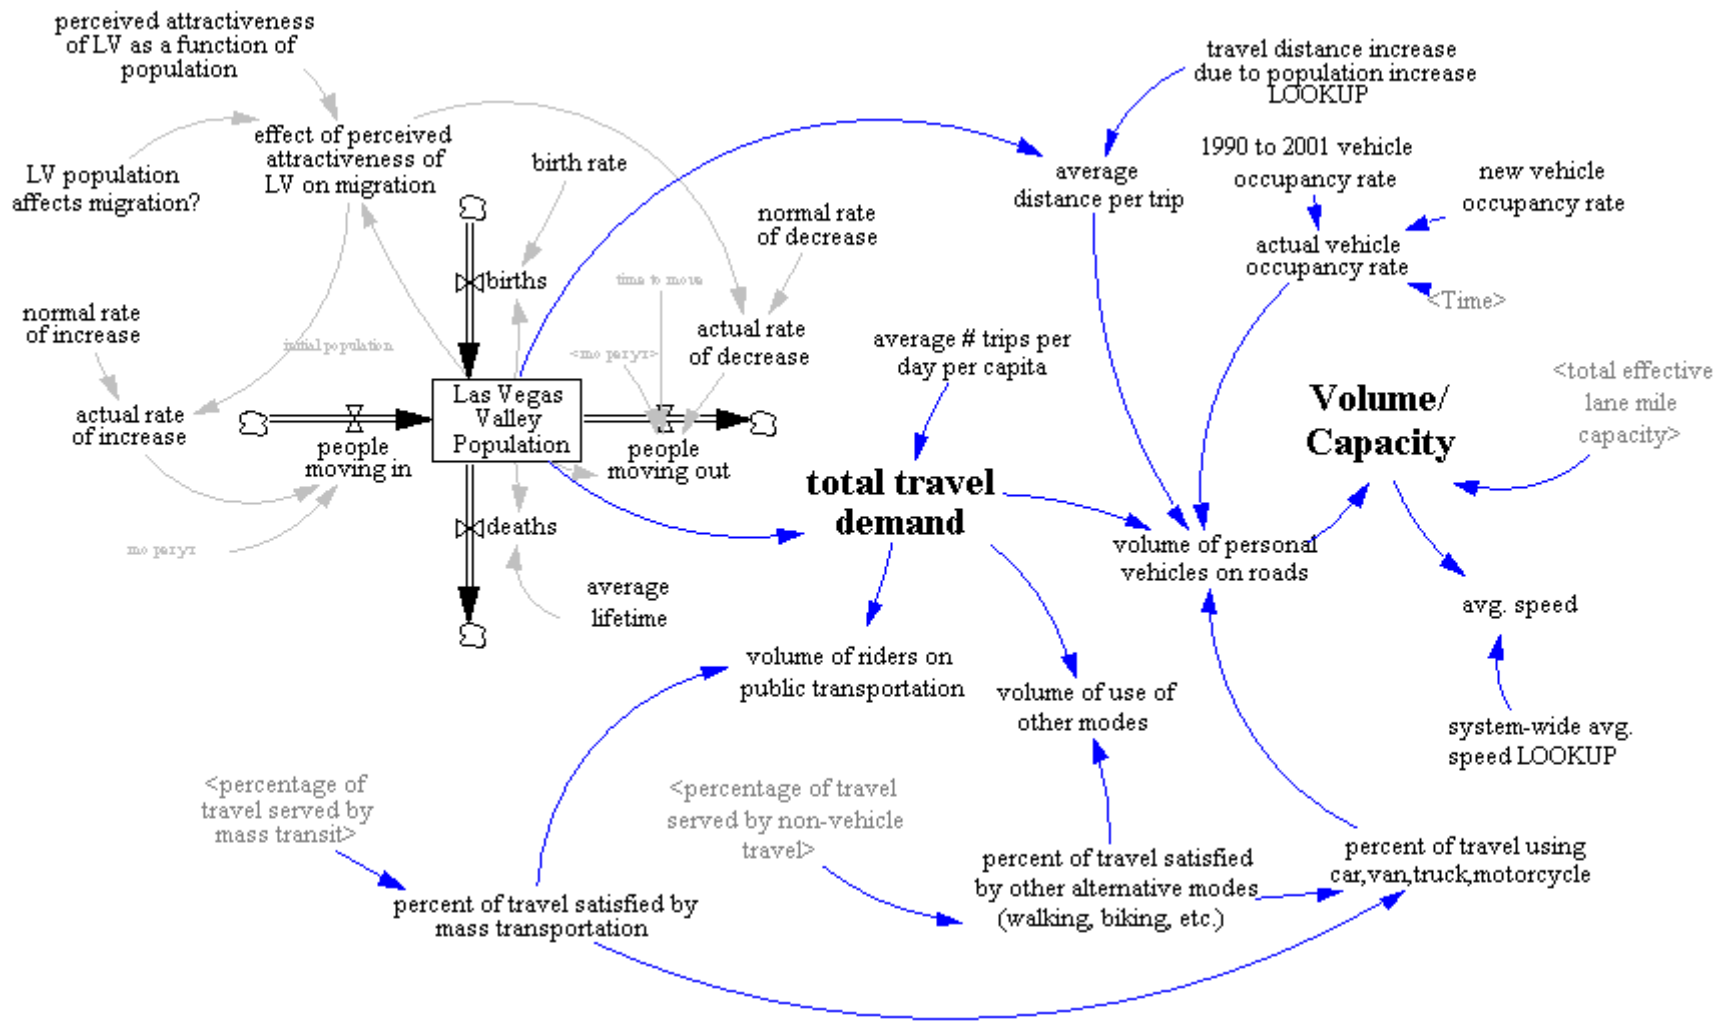 perceived attractiveness
of LV as a function of
population
travel distance increase
due to population increase
LOOKUP
effect of perceived
attractiveness of
LV on migration
LV population
affects migration?
birth rate
average
distance per trip
1990 to 2001 vehicle
occupancy rate
new vehicle
occupancy rate
normal rate
of decrease
actual vehicle
occupancy rate
<Time>
births
time to move
normal rate
of increase
initial population
<mo per yr>
actual rate
of decrease
average # trips per
day per capita
<total effective
lane mile
capacity>
Las Vegas
Valley
Population
Volume/
Capacity
actual rate
of increase
people
moving in
people
moving out
total travel
demand
mo per yr
deaths
volume of personal
vehicles on roads
average
lifetime
avg. speed
volume of riders on
public transportation
volume of use of
other modes
system-wide avg.
speed LOOKUP
<percentage of
travel served by
mass transit>
<percentage of travel
served by non-vehicle
travel>
percent of travel satisfied
by other alternative modes
(walking, biking, etc.)
percent of travel using
car,van,truck,motorcycle
percent of travel satisfied by
mass transportation